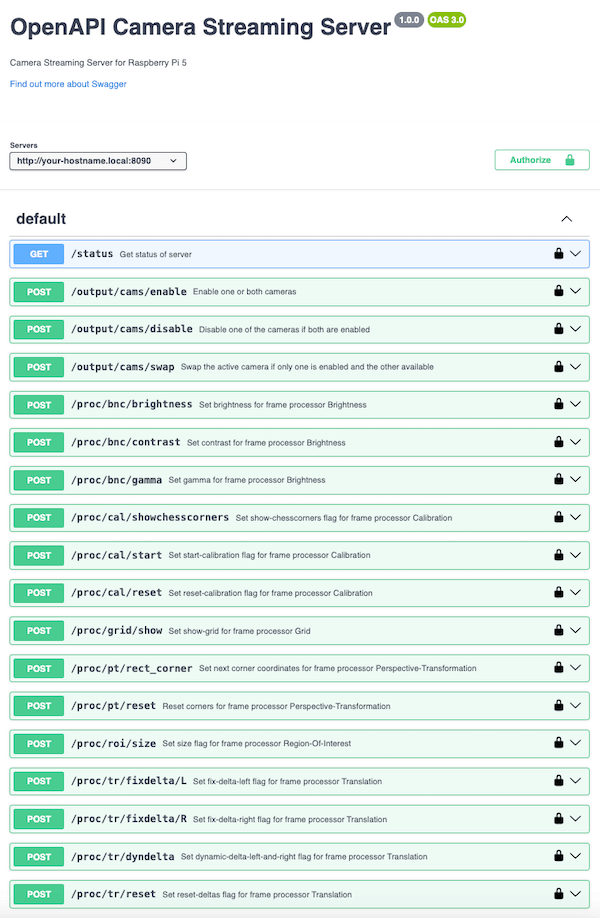 OpenAPI Camera Streaming Server 1.0.0 OAS 3.0
Camera Streaming Server for Raspberry Pi 5
Find out more about Swagger
Servers
http://your-hostname.local:8090
Authorize
default
GET /status Get status of server
POST /output/cams/enable Enable one or both cameras
POST /output/cams/disable Disable one of the cameras if both are enabled
POST /output/cams/swap Swap the active camera if only one is enabled and the other available
POST /proc/bnc/brightness Set brightness for frame processor Brightness
POST /proc/bnc/contrast Set contrast for frame processor Brightness
POST /proc/bnc/gamma Set gamma for frame processor Brightness
POST /proc/cal/showchesscorners Set show-chesscorners flag for frame processor Calibration
POST /proc/cal/start Set start-calibration flag for frame processor Calibration
POST /proc/cal/reset Set reset-calibration flag for frame processor Calibration
POST /proc/grid/show Set show-grid for frame processor Grid
POST /proc/pt/rect_corner Set next corner coordinates for frame processor Perspective-Transformation
POST /proc/pt/reset Reset corners for frame processor Perspective-Transformation
POST /proc/roi/size Set size flag for frame processor Region-Of-Interest
POST /proc/tr/fixdelta/L Set fix-delta-left flag for frame processor Translation
POST /proc/tr/fixdelta/R Set fix-delta-right flag for frame processor Translation
POST /proc/tr/dyndelta Set dynamic-delta-left-and-right flag for frame processor Translation
POST /proc/tr/reset Set reset-deltas flag for frame processor Translation